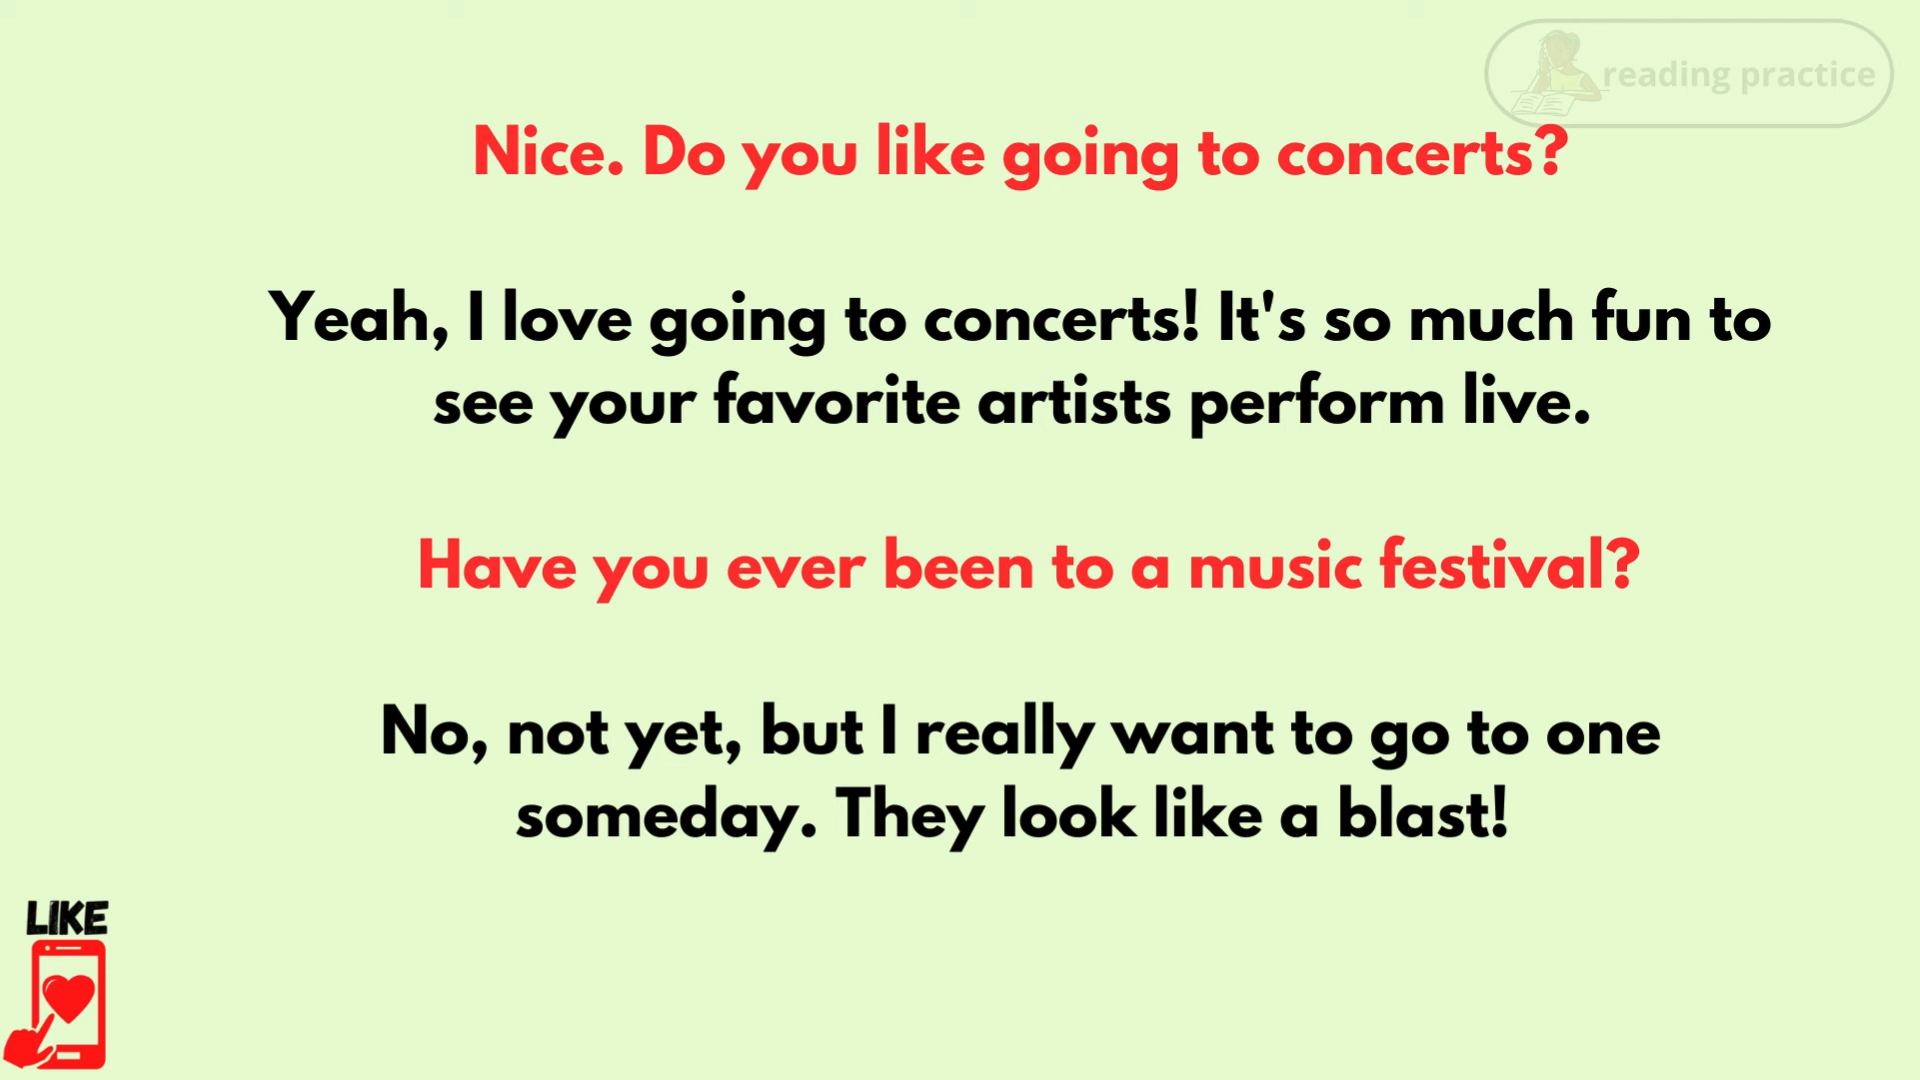 reading practice
Nice. Do you like going to concerts?
Yeah, I love going to concerts! It's so much fun to
see your favorite artists perform live.
Have you ever been to a music festival?
No, not yet, but I really want to go to one
someday. They look like a blast!
LIKE